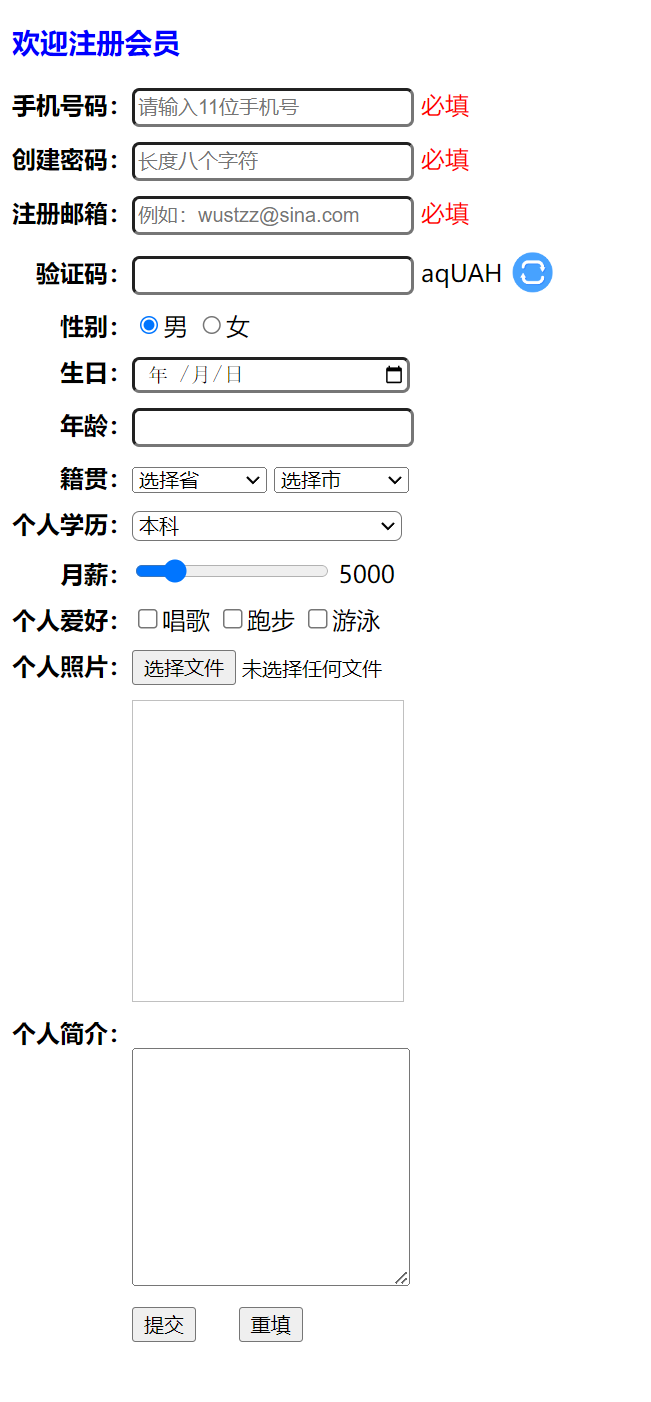 欢迎注册会员
手机号码： 请输入11位手机号 必填
创建密码： 长度八个字符 必填
注册邮箱： 例如：wustzz@sina.com 必填
验证码： aqUAH
性别： 男 女
生日： 年 /月/日
年龄：
籍贯： 选择省 选择市
个人学历： 本科
月薪： 5000
个人爱好： 唱歌 跑步 游泳
个人照片： 选择文件 未选择任何文件
个人简介：
提交 重填